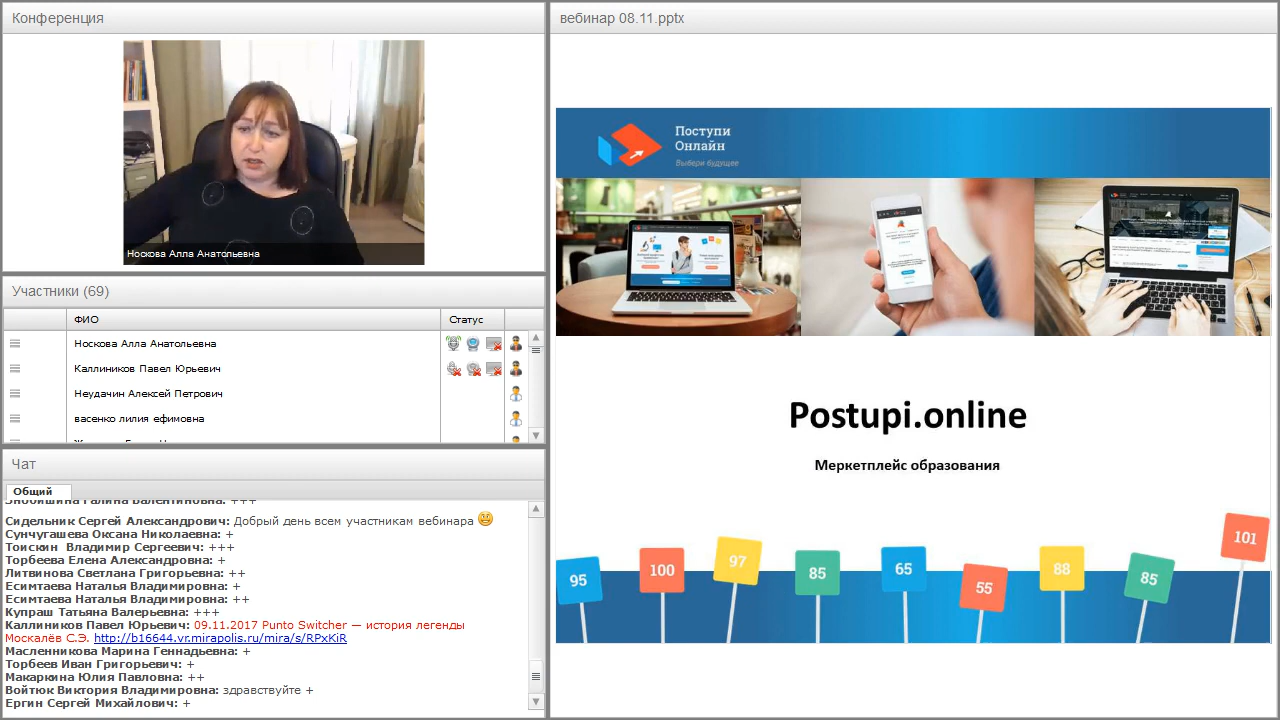 Конференция
Носкова Алла Анатольевна
Участники (69)
ФИО
Статус
Носкова Алла Анатольевна
Каллиников Павел Юрьевич
Неудачин Алексей Петрович
васенко лилия ефимовна
Чат
Общий
Знобишина Галина Валентиновна: +++
Сидельник Сергей Александрович: Добрый день всем участникам вебинара
Сунчугашева Оксана Николаевна: +
Тоискин Владимир Сергеевич: +++
Торбеева Елена Александровна: +
Литвинова Светлана Григорьевна: ++
Есимтаева Наталья Владимировна: +
Есимтаева Наталья Владимировна: ++
Купраш Татьяна Валерьевна: +++
Каллиников Павел Юрьевич: 09.11.2017 Punto Switcher — история легенды
Москалёв С.Э. http://b16644.vr.mirapolis.ru/mira/s/RPxKiR
Масленникова Марина Геннадьевна: +
Торбеев Иван Григорьевич: +
Макаркина Юлия Павловна: ++
Войтюк Виктория Владимировна: здравствуйте +
Ергин Сергей Михайлович: +
вебинар 08.11.pptx
Поступи
Онлайн
Выбери будущее
Postupi.online
Меркетплейс образования
95
100
97
85
65
55
88
85
101